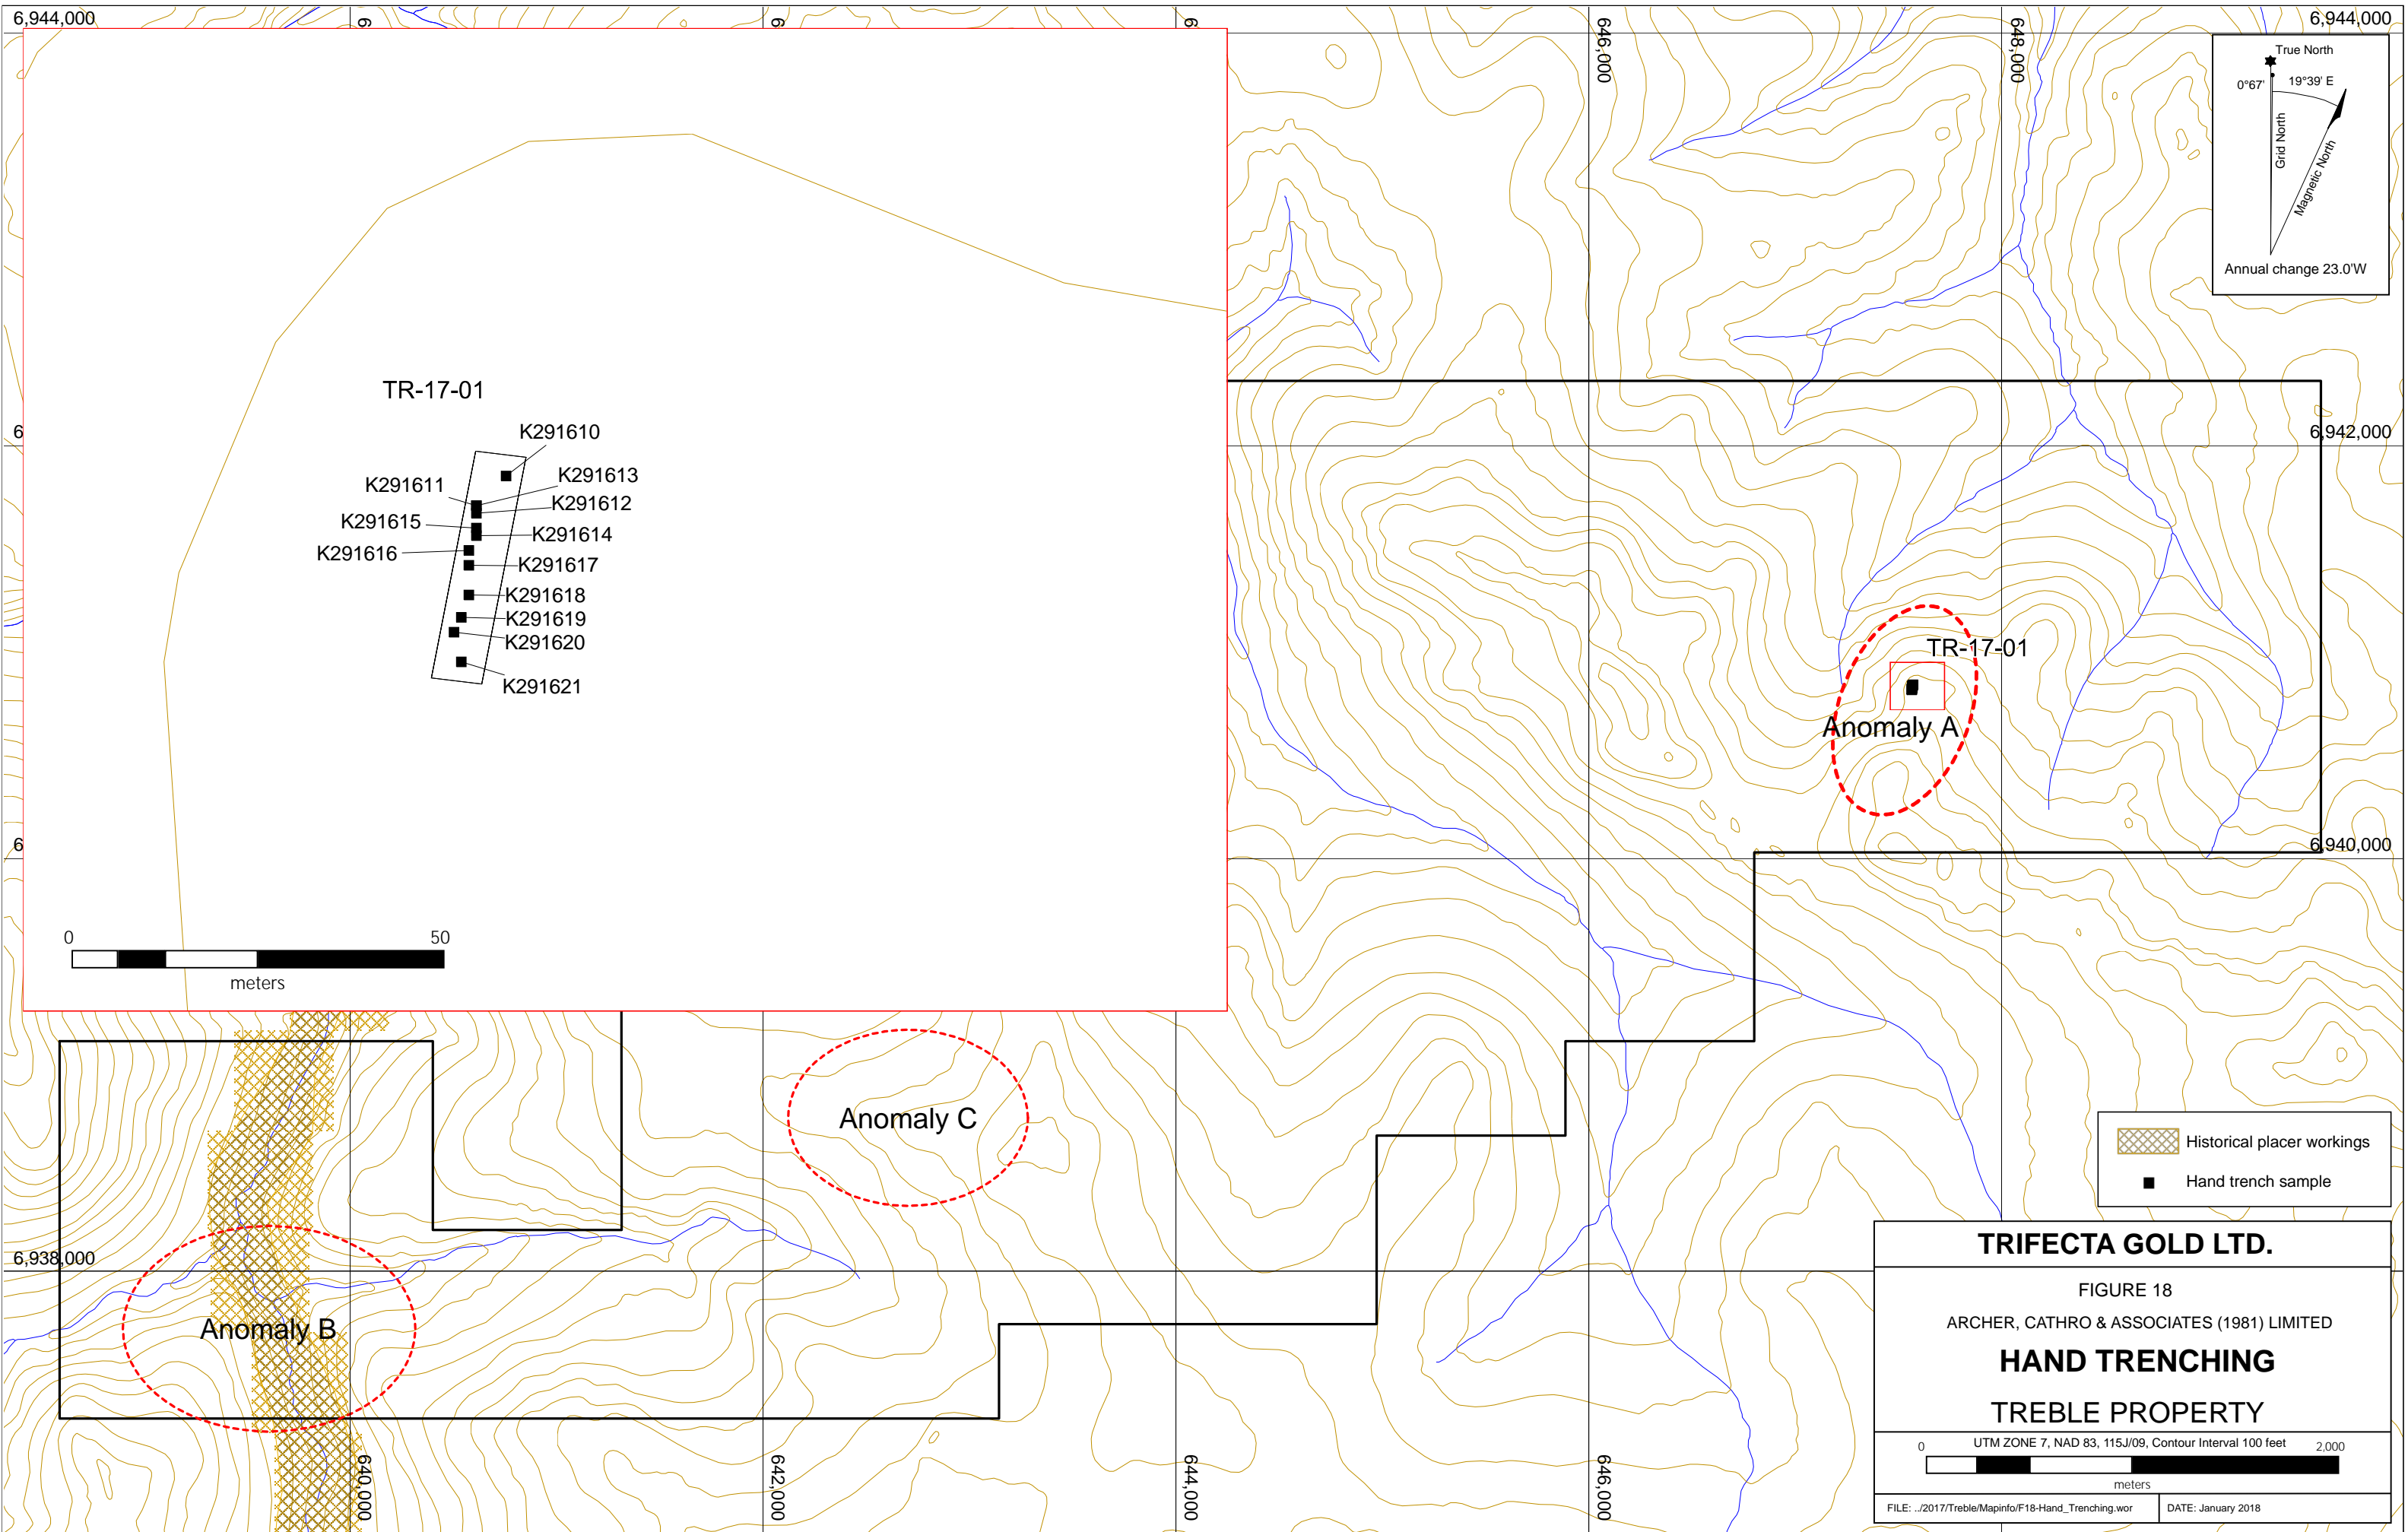 6,944,000
6
6
6
646,000
648,000
6,944,000
True North
0°67'
19°39' E
Grid North
Magnetic North
Annual change 23.0'W
TR-17-01
K291610
K291611
K291613
K291612
K291615
K291614
K291616
K291617
K291618
K291619
K291620
K291621
6
6,942,000
TR-17-01
Anomaly A
6
6,940,000
0
50
meters
Anomaly C
Historical placer workings
Hand trench sample
6,938,000
Anomaly B
640,000
642,000
644,000
646,000
TRIFECTA GOLD LTD.
FIGURE 18
ARCHER, CATHRO & ASSOCIATES (1981) LIMITED
HAND TRENCHING
TREBLE PROPERTY
UTM ZONE 7, NAD 83, 115J/09, Contour Interval 100 feet
0
2,000
meters
FILE: ../2017/Treble/Mapinfo/F18-Hand_Trenching.wor
DATE: January 2018